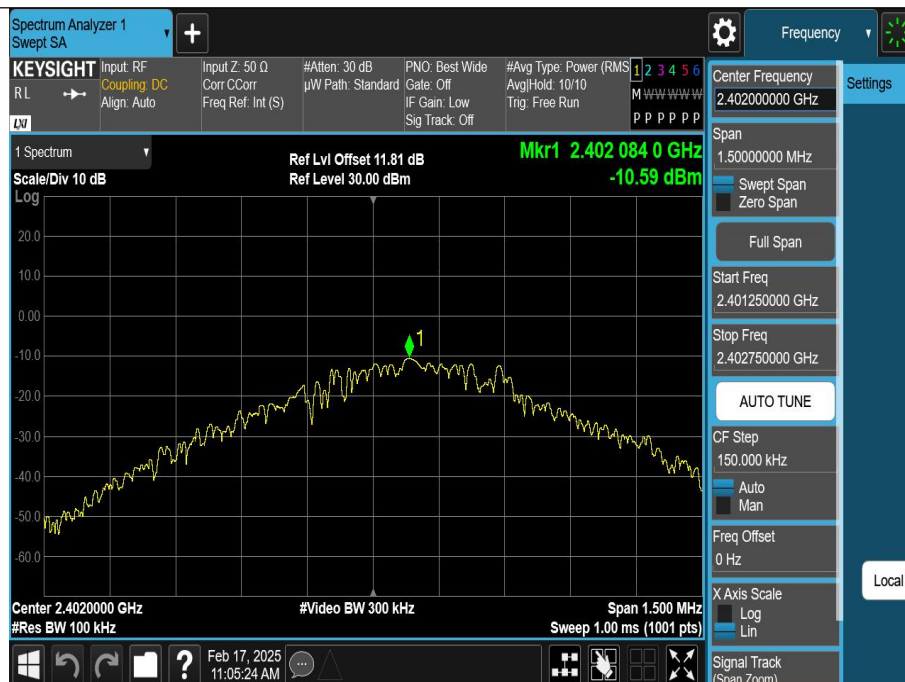 Spectrum Analyzer 1
Swept SA
Frequency
KEYSIGHT
RL
LXI
Input: RF
Coupling: DC
Align: Auto
Input Z: 50 Ω
Corr CCorr
Freq Ref: Int (S)
#Atten: 30 dB
µW Path: Standard
PNO: Best Wide
Gate: Off
IF Gain: Low
Sig Track: Off
#Avg Type: Power (RMS
Avg|Hold: 10/10
Trig: Free Run
1 2 3 4 5 6
M W W W W W
P P P P P P
1 Spectrum
Scale/Div 10 dB
Log
Ref Lvl Offset 11.81 dB
Ref Level 30.00 dBm
Mkr1 2.402 084 0 GHz
-10.59 dBm
20.0
10.0
0.00
-10.0
-20.0
-30.0
-40.0
-50.0
-60.0
1
Center 2.4020000 GHz
#Res BW 100 kHz
#Video BW 300 kHz
Span 1.500 MHz
Sweep 1.00 ms (1001 pts)
Feb 17, 2025
11:05:24 AM
?
Center Frequency
2.402000000 GHz
Span
1.50000000 MHz
Swept Span
Zero Span
Full Span
Start Freq
2.401250000 GHz
Stop Freq
2.402750000 GHz
AUTO TUNE
CF Step
150.000 kHz
Auto
Man
Freq Offset
0 Hz
X Axis Scale
Log
Lin
Signal Track
(Span Zoom)
Settings
Local